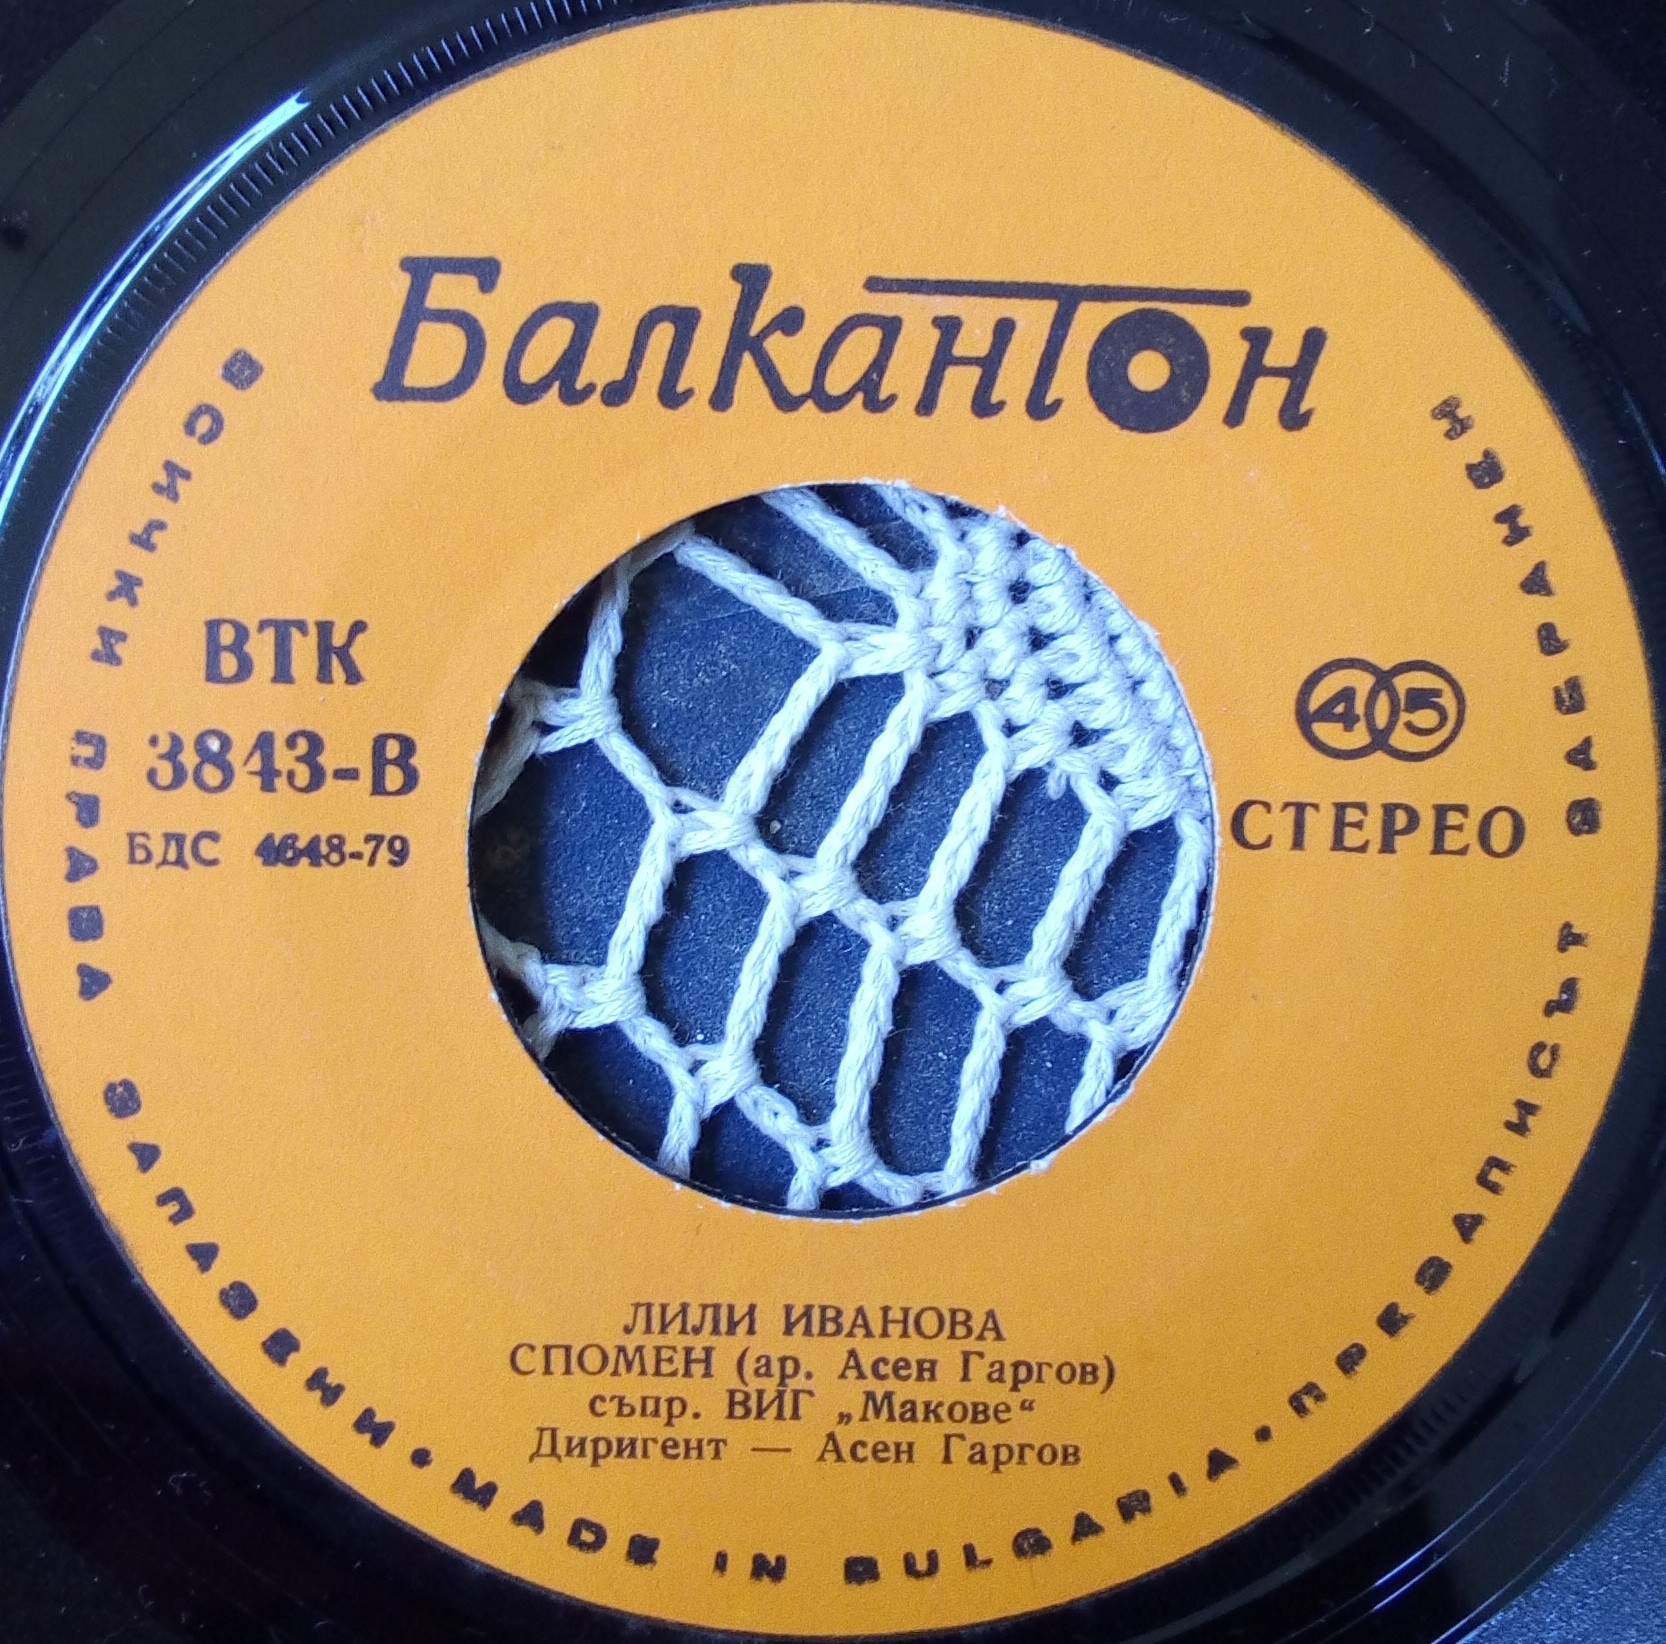 Балкантон
ВТК
3843-В
БДС 4648-79
45
СТЕРЕО
ЛИЛИ ИВАНОВА
СПОМЕН (ар. Асен Гаргов)
съпр. ВИГ „Макове“
Диригент — Асен Гаргов
ВСИЧКИ ПРАВА ЗАПАЗЕНИ • MADE IN BULGARIA • ПРЕЗАПИСЪТ ЗАБРАНЕН